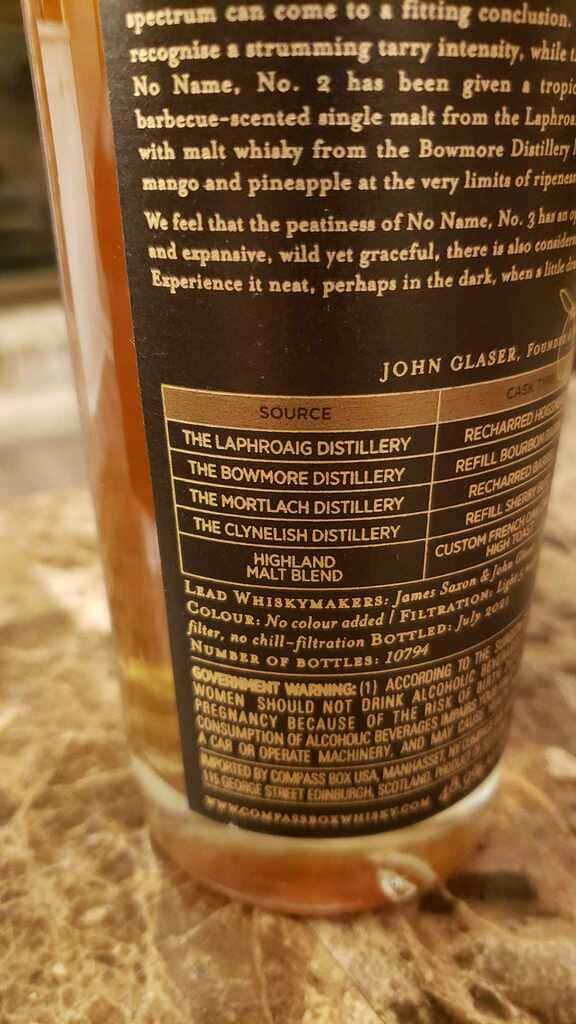 spectrum can come to a fitting conclusion.
recognise a strumming tarry intensity, while
No Name, No. 2 has been given a
barbecue-scented single malt from the
with malt whisky from the Bowmore Distillery
mango and pineapple at the very limits of
We feel that the peatiness of No Name, No. 3 has an
and expansive, wild yet graceful, there is also
Experience it neat, perhaps in the dark, when a little
JOHN GLASER,
SOURCE CASK
THE LAPHROAIG DISTILLERY RECHARRED
THE BOWMORE DISTILLERY REFILL BOURBON
THE MORTLACH DISTILLERY RECHARRED
THE CLYNELISH DISTILLERY REFILL SHERRY
HIGHLAND CUSTOM FRENCH
MALT BLEND HIGH TOAST
LEAD WHISKYMAKERS: James Saxon & John
COLOUR: No colour added / FILTRATION: Light
filter, no chill-filtration BOTTLED: July 2021
NUMBER OF BOTTLES: 10794
GOVERNMENT WARNING: (1) ACCORDING TO THE
WOMEN SHOULD NOT DRINK ALCOHOLIC
PREGNANCY BECAUSE OF THE RISK OF BIRTH
CONSUMPTION OF ALCOHOLIC BEVERAGES IMPAIRS
A CAR OR OPERATE MACHINERY, AND MAY CAUSE
IMPORTED BY COMPASS BOX USA, MANHASSET, NY
GEORGE STREET EDINBURGH, SCOTLAND.
WWW.COMPASSBOXWHISKY.COM